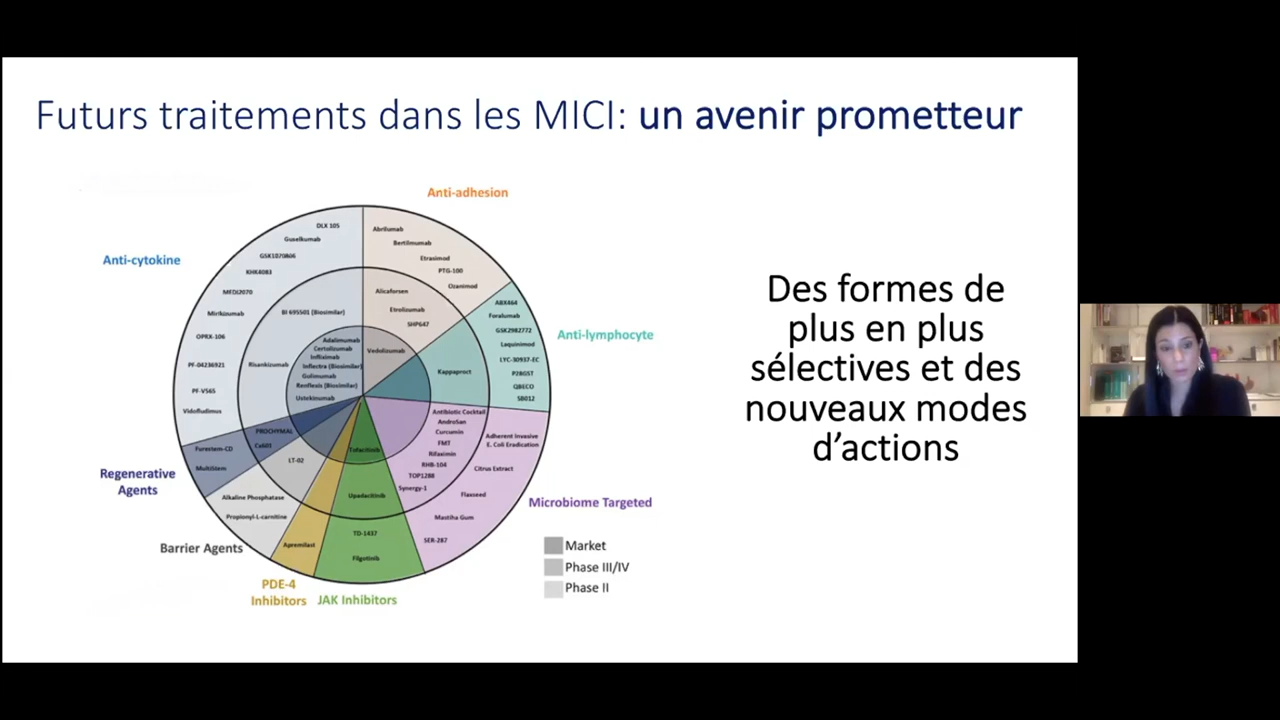 Futurs traitements dans les MICI: un avenir prometteur
Anti-adhesion
Anti-cytokine
DLX 105
Guselkumab
GSK1070806
KHK4083
MEDI2070
Mirikizumab
OPRX-106
PF-04236921
PF-V565
Vidofludimus
BI 695501 (Biosimilar)
Risankizumab
Adalimumab
Certolizumab
Infliximab
Inflectra (Biosimilar)
Golimumab
Renflexis (Biosimilar)
Ustekinumab
Abrilumab
Bertilmumab
Etrasimod
PTG-100
Ozanimod
Alicaforsen
Etrolizumab
SHP647
Vedolizumab
Anti-lymphocyte
ABX464
Foralumab
GSK2982772
Laquinimod
LYC-30937-EC
P2BGST
QBECO
SB012
Kappaproct
Antibiotic Cocktail
AndroSan
Curcumin
FMT
Rifaximin
RHB-104
TOP1288
Synergy-1
Adherent Invasive
E. Coli Eradication
Citrus Extract
Flaxseed
Mastiha Gum
SER-287
Microbiome Targeted
Regenerative
Agents
PROCHYMAL
Cx601
Furestem-CD
MultiStem
LT-02
Alkaline Phosphatase
Propionyl-L-carnitine
Barrier Agents
Apremilast
PDE-4
Inhibitors
Tofacitinib
Upadacitinib
TD-1437
Filgotinib
JAK Inhibitors
Market
Phase III/IV
Phase II
Des formes de
plus en plus
sélectives et des
nouveaux modes
d’actions